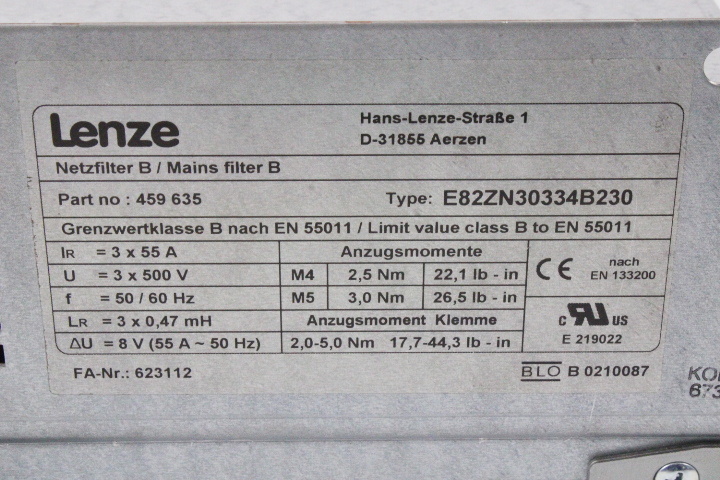 Lenze
Hans-Lenze-Straße 1
D-31855 Aerzen
Netzfilter B / Mains filter B
Part no : 459 635 Type: E82ZN30334B230
Grenzwertklasse B nach EN 55011 / Limit value class B to EN 55011
IR = 3 x 55 A
U = 3 x 500 V
f = 50 / 60 Hz
LR = 3 x 0,47 mH
ΔU = 8 V (55 A ~ 50 Hz)
Anzugsmomente
M4 2,5 Nm 22,1 lb - in
M5 3,0 Nm 26,5 lb - in
Anzugsmoment Klemme
2,0-5,0 Nm 17,7-44,3 lb - in
CE nach
EN 133200
c RU US
E 219022
FA-Nr.: 623112
BLO B 0210087